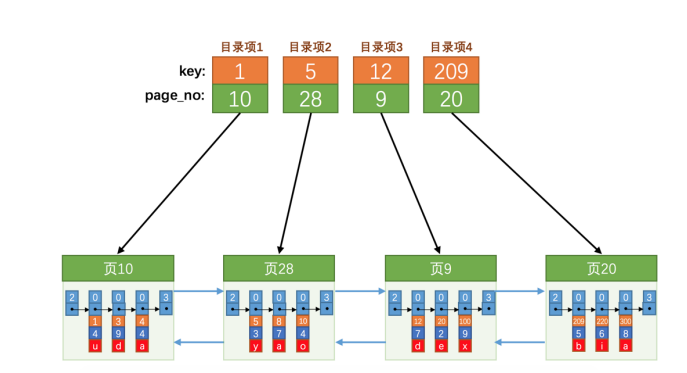 目录项1 目录项2 目录项3 目录项4
key: 1 5 12 209
page_no: 10 28 9 20
页10 页28 页9 页20
2 0 0 0 3 2 0 0 0 3 2 0 0 0 3 2 0 0 0 3
1 3 4 5 8 10 12 20 100 209 220 300
4 9 4 3 7 4 7 2 9 5 6 8
u d a y a o d e x b i a